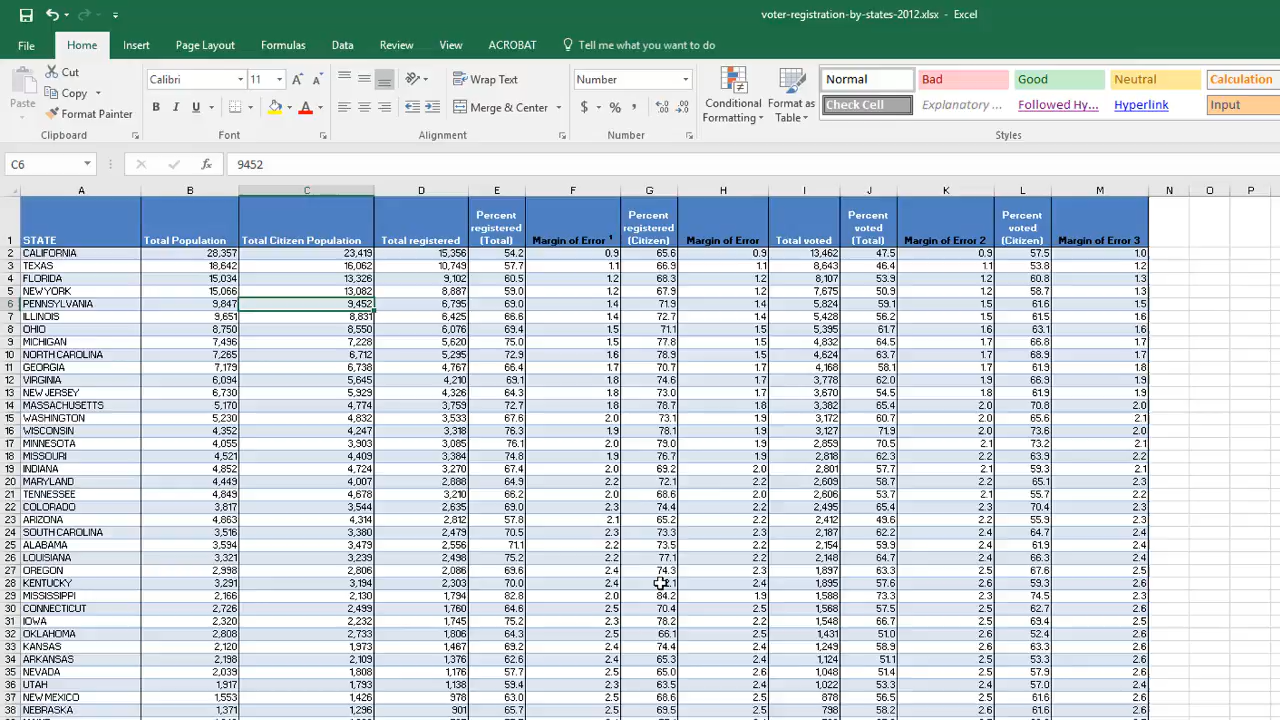 voter-registration-by-states-2012.xlsx - Excel
File Home Insert Page Layout Formulas Data Review View ACROBAT Tell me what you want to do
Paste Cut Calibri 11 Wrap Text Number Conditional Formatting Format as Table Normal Bad Good Neutral Calculation
Copy Format Painter B I U A Merge & Center $ % , Check Cell Explanatory ... Followed Hy... Hyperlink Input
Clipboard Font Alignment Number Styles
C6 fx 9452
A B C D E F G H I J K L M N O P
1 STATE Total Population Total Citizen Population Total registered Percent registered (Total) Margin of Error ¹ Percent registered (Citizen) Margin of Error Total voted Percent voted (Total) Margin of Error 2 Percent voted (Citizen) Margin of Error 3
2 CALIFORNIA 28,357 23,419 15,356 54.2 0.9 65.6 0.9 13,462 47.5 0.9 57.5 1.0
3 TEXAS 18,642 16,062 10,749 57.7 1.1 66.9 1.1 8,643 46.4 1.1 53.8 1.2
4 FLORIDA 15,034 13,326 9,102 60.5 1.2 68.3 1.2 8,107 53.9 1.2 60.8 1.3
5 NEW YORK 15,066 13,082 8,887 59.0 1.2 67.9 1.2 7,675 50.9 1.2 58.7 1.3
6 PENNSYLVANIA 9,847 9,452 6,795 69.0 1.4 71.9 1.4 5,824 59.1 1.5 61.6 1.5
7 ILLINOIS 9,651 8,831 6,425 66.6 1.4 72.7 1.4 5,428 56.2 1.5 61.5 1.6
8 OHIO 8,750 8,550 6,076 69.4 1.5 71.1 1.5 5,395 61.7 1.6 63.1 1.6
9 MICHIGAN 7,496 7,228 5,620 75.0 1.5 77.8 1.5 4,832 64.5 1.7 66.8 1.7
10 NORTH CAROLINA 7,265 6,712 5,295 72.9 1.6 78.9 1.6 4,624 63.7 1.7 68.9 1.7
11 GEORGIA 7,179 6,738 4,767 66.4 1.7 70.7 1.7 4,168 58.1 1.7 61.9 1.8
12 VIRGINIA 6,094 5,645 4,210 69.1 1.8 74.6 1.8 3,778 62.0 1.9 66.9 1.9
13 NEW JERSEY 6,730 5,929 4,326 64.3 1.8 73.0 1.7 3,670 54.5 1.8 61.9 1.9
14 MASSACHUSETTS 5,170 4,774 3,759 72.7 1.8 78.7 1.8 3,382 65.4 2.0 70.8 2.0
15 WASHINGTON 5,230 4,832 3,533 67.6 1.9 73.1 1.9 3,172 60.7 2.0 65.6 2.0
16 WISCONSIN 4,352 4,247 3,318 76.3 1.9 78.1 1.9 3,127 71.9 2.0 73.6 2.0
17 MINNESOTA 4,055 3,903 3,085 76.1 1.9 79.0 1.9 2,859 70.5 2.1 73.2 2.1
18 MISSOURI 4,521 4,409 3,384 74.8 1.9 76.7 1.9 2,818 62.3 2.1 63.9 2.2
19 INDIANA 4,852 4,724 3,270 67.4 2.0 69.2 2.0 2,801 57.7 2.1 59.3 2.1
20 MARYLAND 4,449 4,007 2,888 64.9 2.2 72.1 2.2 2,609 58.7 2.2 65.1 2.3
21 TENNESSEE 4,849 4,678 3,210 66.2 2.0 68.6 2.0 2,606 53.7 2.1 55.7 2.2
22 COLORADO 3,817 3,544 2,635 69.0 2.3 74.4 2.2 2,495 65.4 2.3 70.4 2.3
23 ARIZONA 4,863 4,314 2,812 57.8 2.1 65.2 2.2 2,412 49.6 2.2 55.9 2.3
24 SOUTH CAROLINA 3,516 3,380 2,479 70.5 2.3 73.3 2.3 2,187 62.2 2.4 64.7 2.4
25 ALABAMA 3,594 3,479 2,556 71.1 2.2 73.5 2.2 2,154 59.9 2.4 61.9 2.4
26 LOUISIANA 3,321 3,239 2,498 75.2 2.2 77.1 2.2 2,148 64.7 2.4 66.3 2.4
27 OREGON 2,998 2,806 2,086 69.6 2.4 74.3 2.3 1,897 63.3 2.5 67.6 2.5
28 KENTUCKY 3,291 3,194 2,303 70.0 2.4 2.4 1,895 57.6 2.5 59.3 2.6
29 MISSISSIPPI 2,166 2,130 1,794 82.8 2.0 84.2 1.9 1,588 73.3 2.3 74.5 2.3
30 CONNECTICUT 2,726 2,499 1,760 64.6 2.5 70.4 2.5 1,568 57.5 2.6 62.7 2.6
31 IOWA 2,320 2,232 1,745 75.2 2.3 78.2 2.2 1,548 66.7 2.5 69.4 2.5
32 OKLAHOMA 2,808 2,733 1,806 64.3 2.5 66.1 2.5 1,431 51.0 2.6 52.4 2.6
33 KANSAS 2,120 1,973 1,467 69.2 2.4 74.4 2.4 1,249 58.9 2.6 63.3 2.6
34 ARKANSAS 2,198 2,109 1,376 62.6 2.4 65.3 2.4 1,124 51.1 2.5 53.3 2.6
35 NEVADA 2,039 1,808 1,176 57.7 2.4 65.0 2.5 1,048 51.4 2.5 57.9 2.6
36 UTAH 1,917 1,793 1,138 59.4 2.3 63.5 2.3 1,022 53.3 2.4 57.0 2.4
37 NEW MEXICO 1,553 1,426 978 63.0 2.5 68.6 2.5 878 56.5 2.5 61.6 2.6
38 NEBRASKA 1,371 1,296 901 65.7 2.5 69.5 2.5 798 58.2 2.6 61.6 2.6